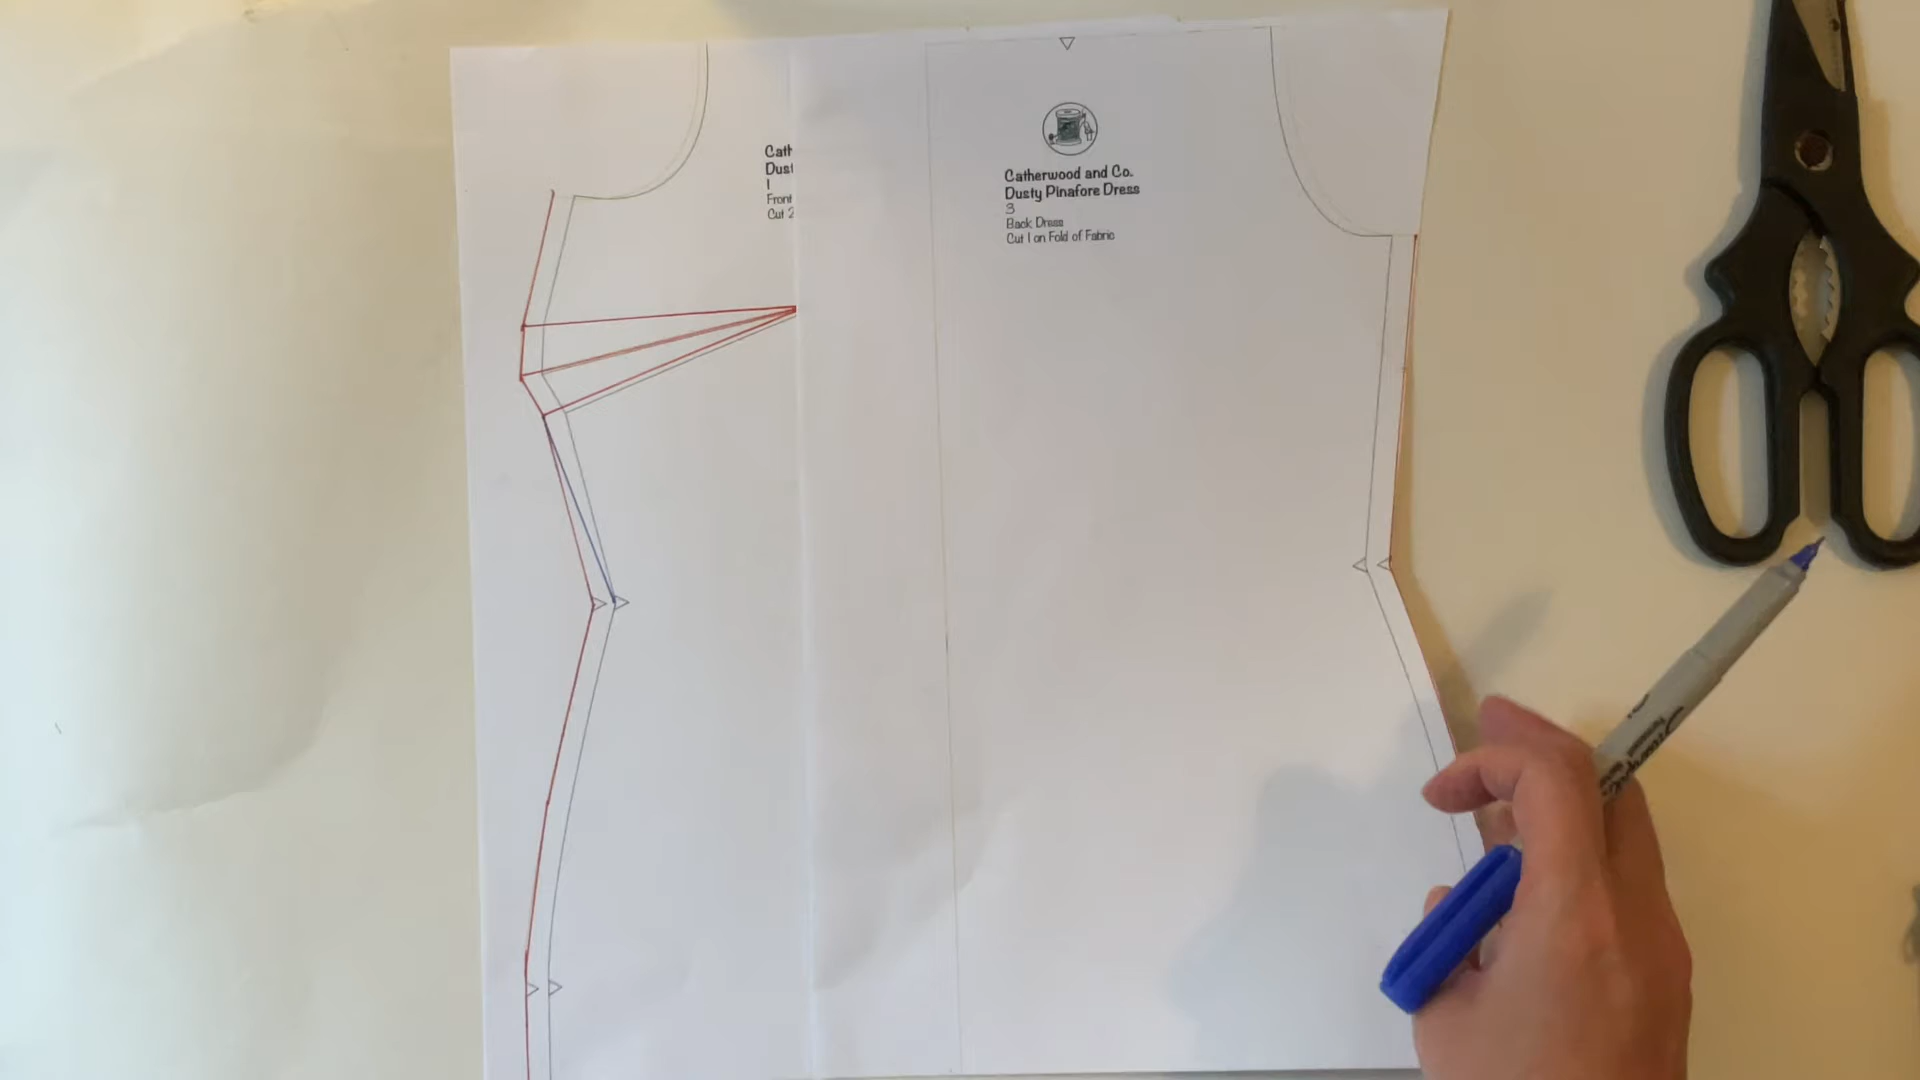 Cath
Dust
1
Front
Cut 2
Catherwood and Co.
Dusty Pinafore Dress
3
Back Dress
Cut 1 on Fold of Fabric